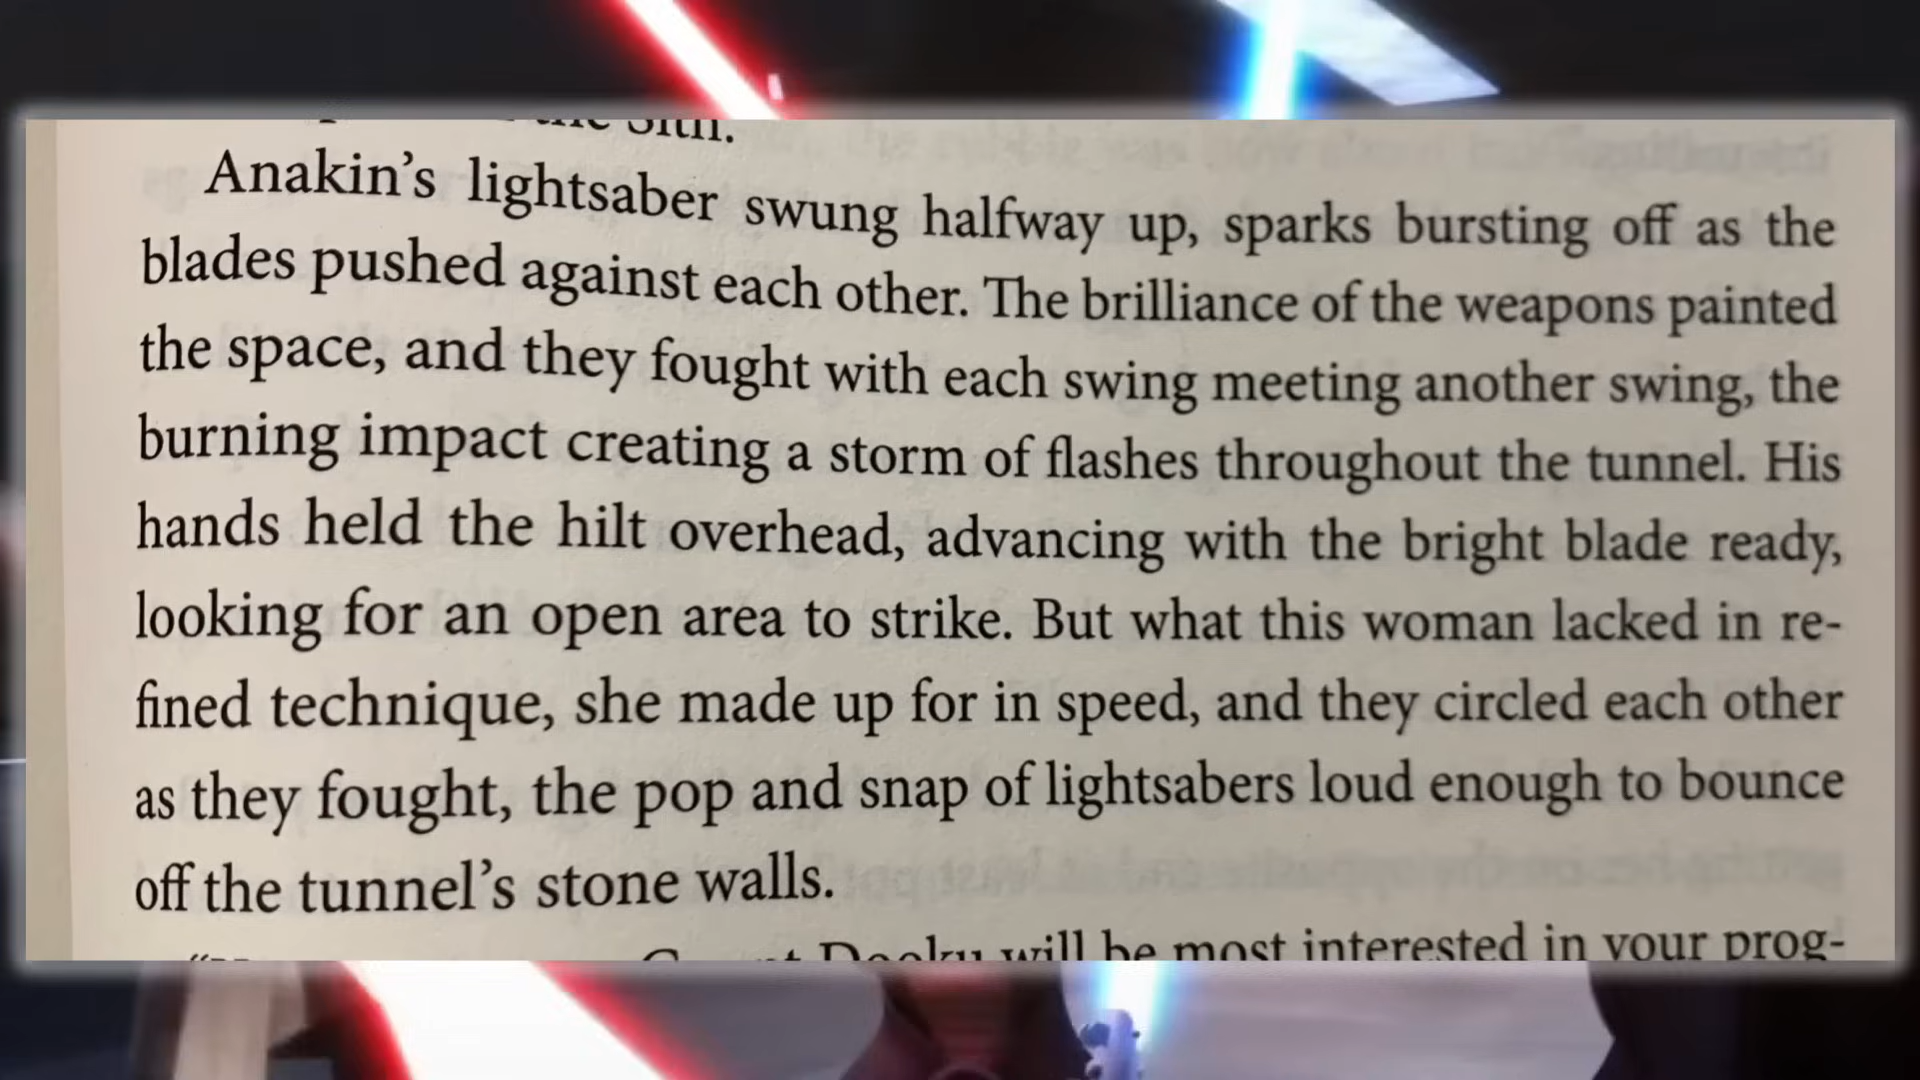 the Sith.
Anakin’s lightsaber swung halfway up, sparks bursting off as the
blades pushed against each other. The brilliance of the weapons painted
the space, and they fought with each swing meeting another swing, the
burning impact creating a storm of flashes throughout the tunnel. His
hands held the hilt overhead, advancing with the bright blade ready,
looking for an open area to strike. But what this woman lacked in re-
fined technique, she made up for in speed, and they circled each other
as they fought, the pop and snap of lightsabers loud enough to bounce
off the tunnel’s stone walls.
Count Dooku will be most interested in your prog-